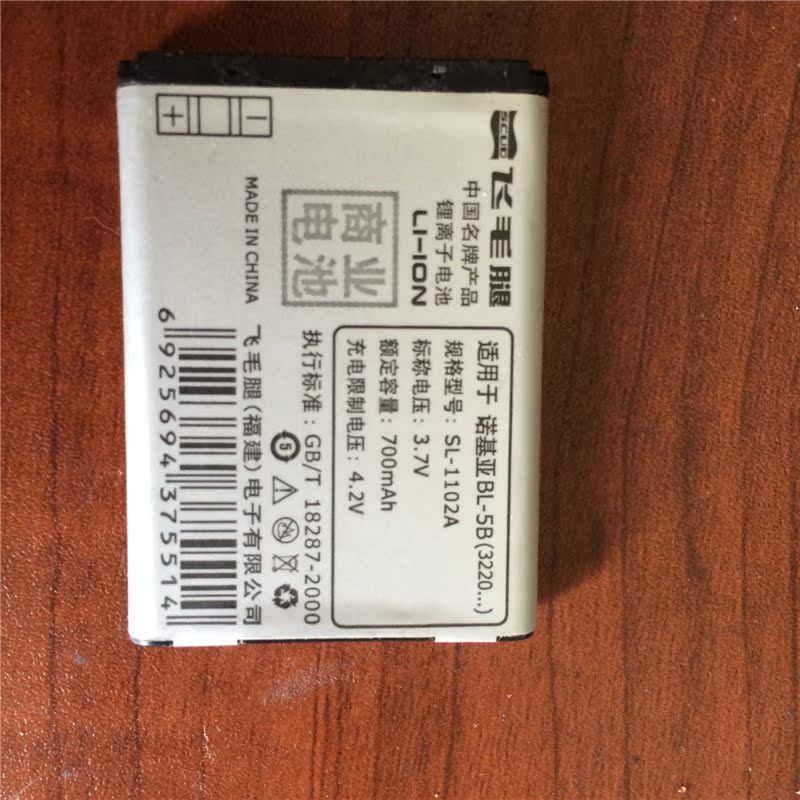 SCUD 飞毛腿
中国名牌产品
锂离子电池
LI-ION
商业
电池
MADE IN CHINA
适用于 诺基亚BL-5B(3220...)
规格型号：SL-1102A
标称电压：3.7V
额定容量：700mAh
充电限制电压：4.2V
执行标准：GB/T 18287-2000
5
飞毛腿(福建)电子有限公司
6 925694 375514